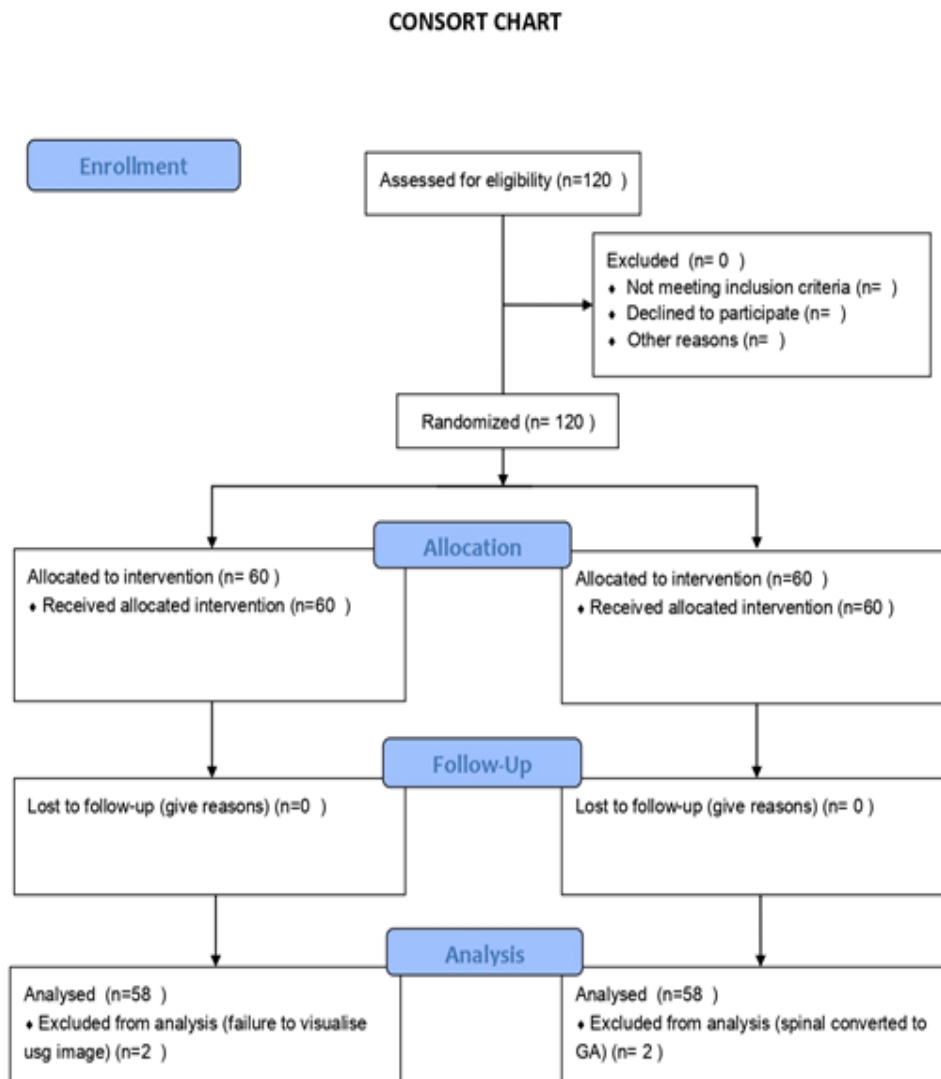 CONSORT CHART
Enrollment
Assessed for eligibility (n=120  )
Excluded  (n= 0  )
♦ Not meeting inclusion criteria (n=  )
♦ Declined to participate (n=  )
♦ Other reasons (n=  )
Randomized (n= 120 )
Allocation
Allocated to intervention (n= 60 )
♦ Received allocated intervention (n=60  )
Allocated to intervention (n=60  )
♦ Received allocated intervention (n=60  )
Follow-Up
Lost to follow-up (give reasons) (n=0  )
Lost to follow-up (give reasons) (n= 0  )
Analysis
Analysed  (n=58  )
♦ Excluded from analysis (failure to visualise
usg image) (n=2  )
Analysed  (n=58  )
♦ Excluded from analysis (spinal converted to
GA) (n= 2  )